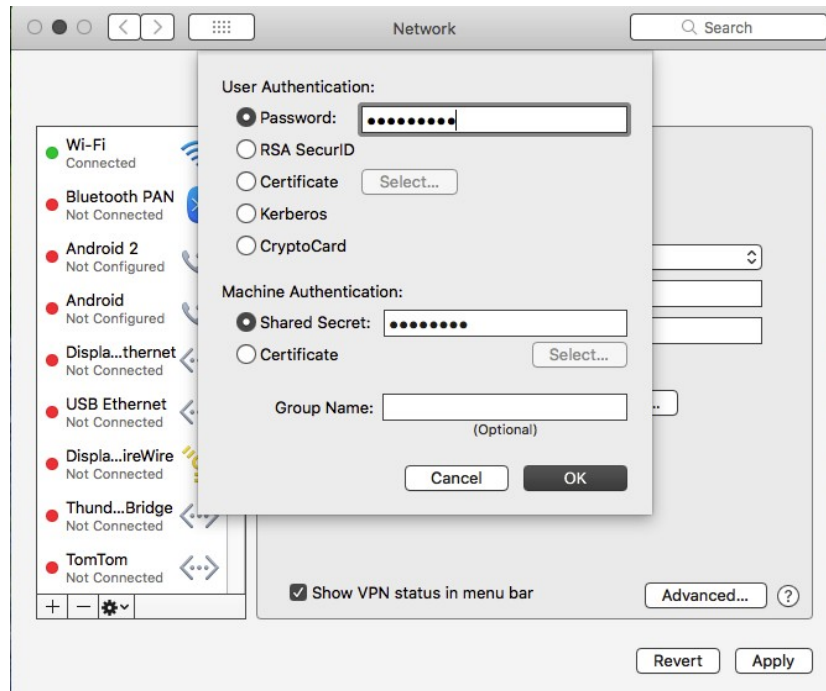 Network
Search
User Authentication:
Password: •••••••••
RSA SecurID
Certificate Select...
Kerberos
CryptoCard
Machine Authentication:
Shared Secret: ••••••••
Certificate Select...
Group Name:
(Optional)
Cancel OK
Wi-Fi
Connected
Bluetooth PAN
Not Connected
Android 2
Not Configured
Android
Not Configured
Displa...thernet
Not Connected
USB Ethernet
Not Connected
Displa...ireWire
Not Connected
Thund...Bridge
Not Connected
TomTom
Not Connected
Show VPN status in menu bar
Advanced... ?
Revert Apply